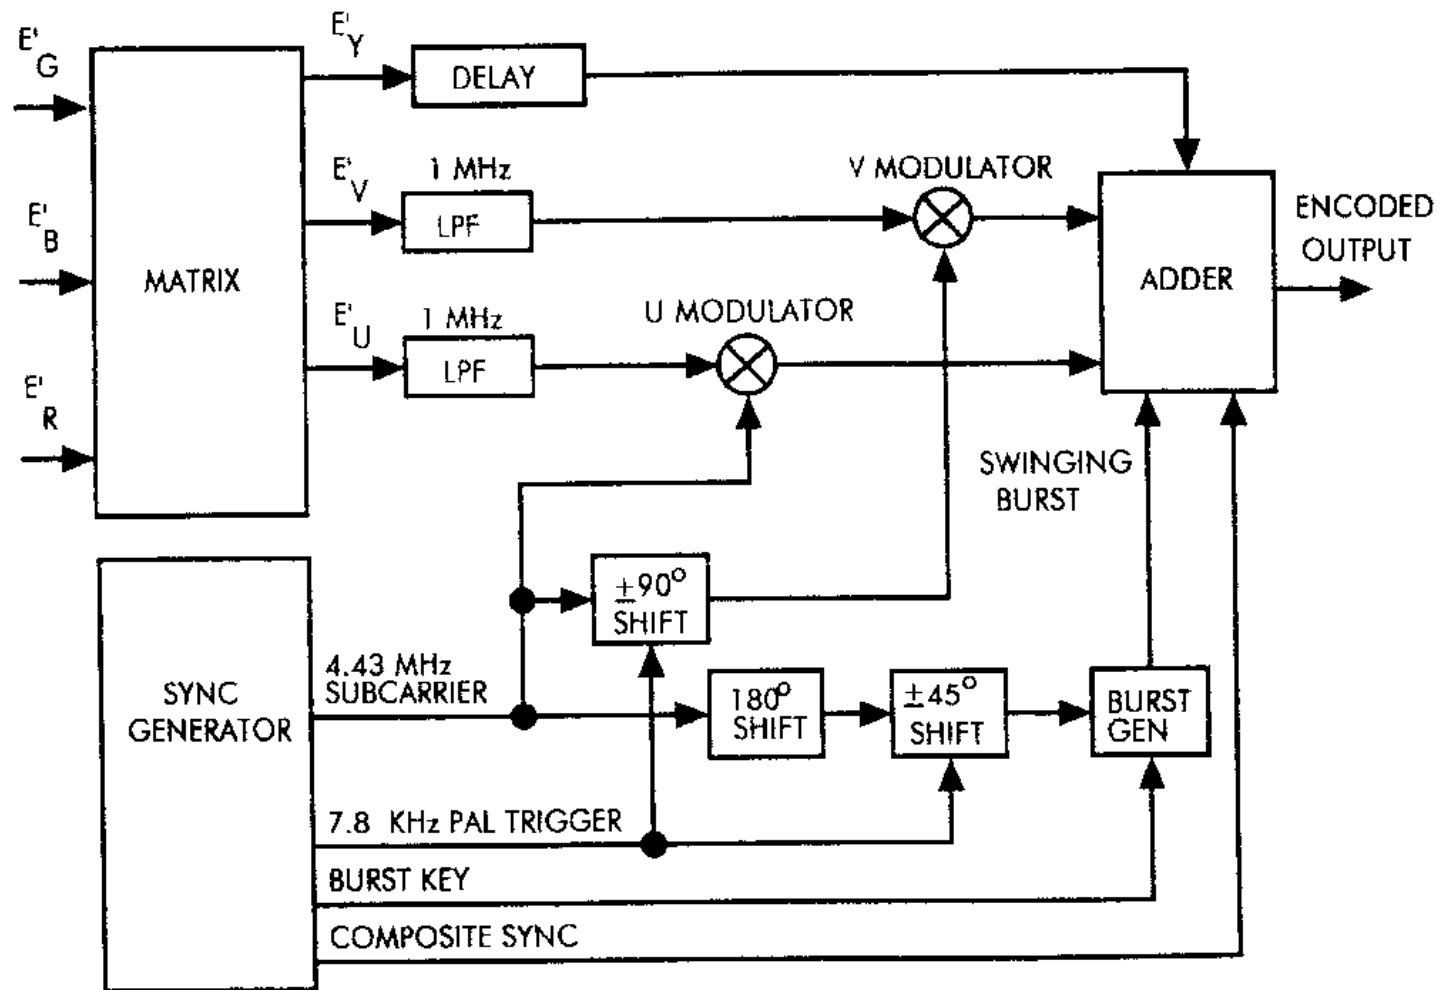 E'G
E'Y
DELAY
E'V
1 MHz
LPF
V MODULATOR
E'B
MATRIX
ADDER
ENCODED
OUTPUT
E'U
1 MHz
LPF
U MODULATOR
E'R
SWINGING
BURST
±90°
SHIFT
SYNC
GENERATOR
4.43 MHz
SUBCARRIER
180°
SHIFT
±45°
SHIFT
BURST
GEN
7.8 KHz PAL TRIGGER
BURST KEY
COMPOSITE SYNC